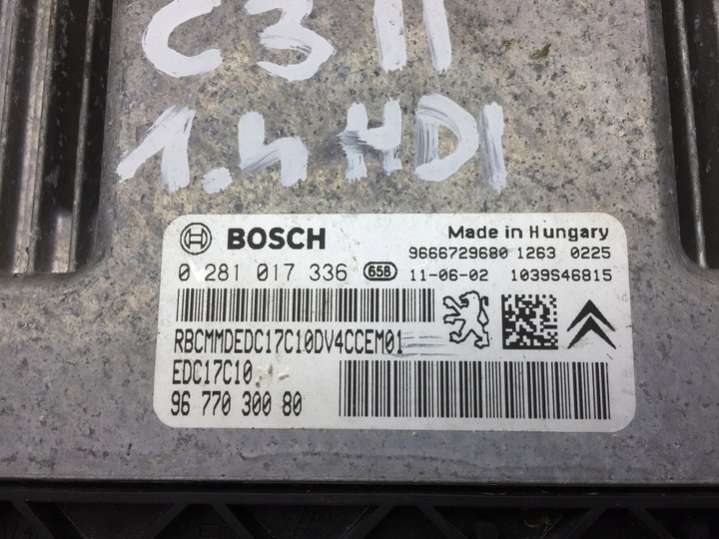 C3 II
1.4 HDI
BOSCH
Made in Hungary
9666729680 1263 0225
0 281 017 336 658 11-06-02 1039S46815
RBCMMDEDC17C10DV4CCEM01
EDC17C10
96 770 300 80